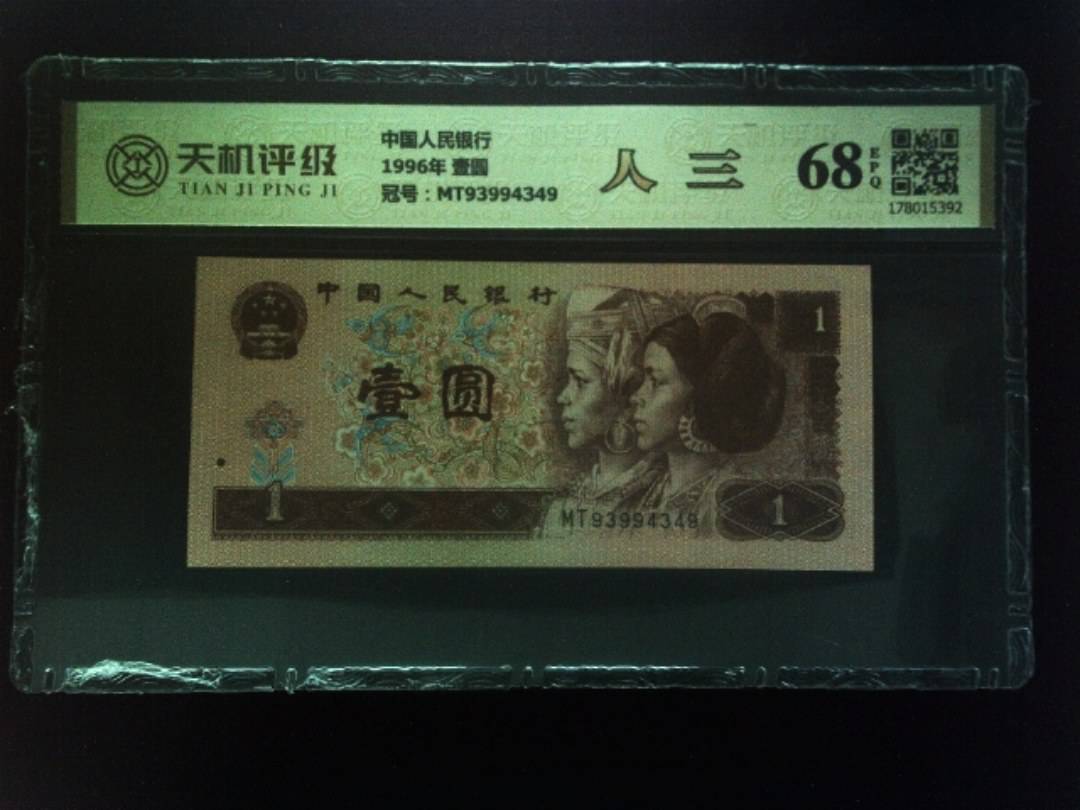 天机评级
TIAN JI PING JI
中国人民银行
1996年 壹圆
冠号：MT93994349
人 三
68
EPQ
178015392
中国人民银行
1
壹圆
1
MT93994349
1